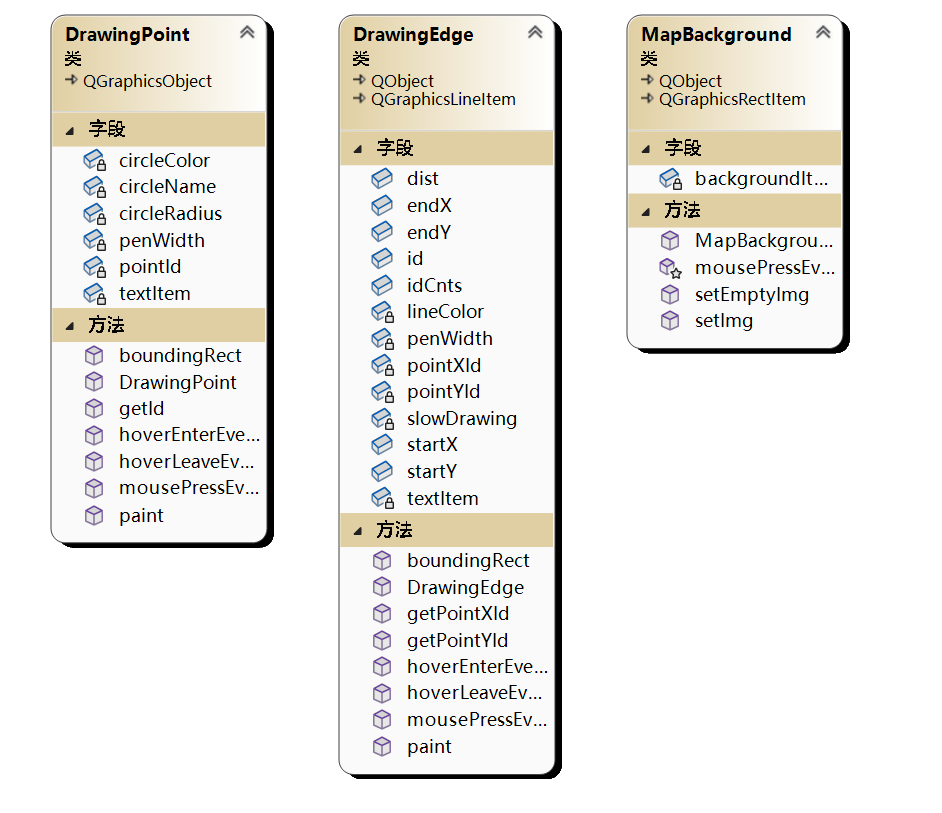 DrawingPoint
类
QGraphicsObject
字段
circleColor
circleName
circleRadius
penWidth
pointId
textItem
方法
boundingRect
DrawingPoint
getId
hoverEnterEve...
hoverLeaveEv...
mousePressEv...
paint
DrawingEdge
类
QObject
QGraphicsLineItem
字段
dist
endX
endY
id
idCnts
lineColor
penWidth
pointXId
pointYId
slowDrawing
startX
startY
textItem
方法
boundingRect
DrawingEdge
getPointXId
getPointYId
hoverEnterEve...
hoverLeaveEv...
mousePressEv...
paint
MapBackground
类
QObject
QGraphicsRectItem
字段
backgroundIt...
方法
MapBackgrou...
mousePressEv...
setEmptyImg
setImg